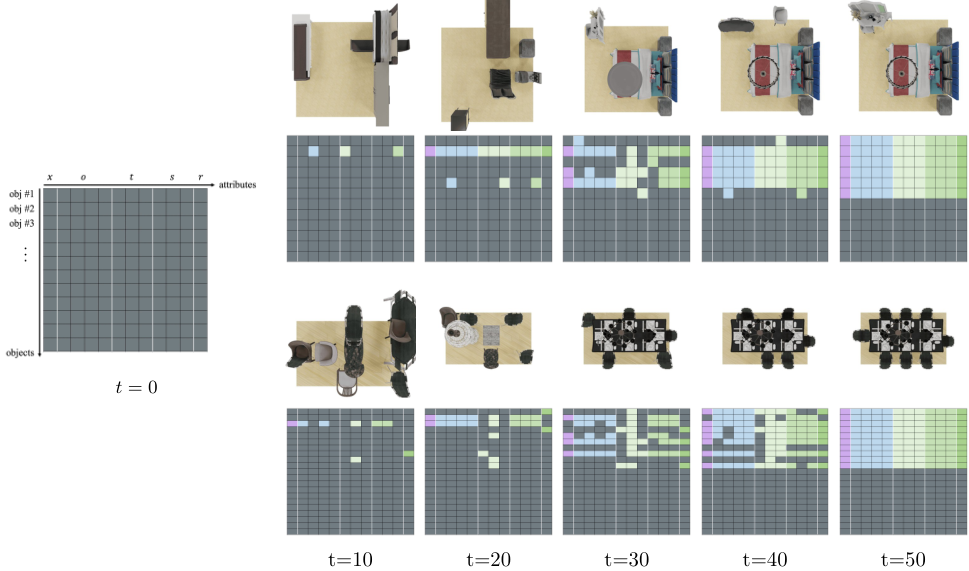 x o t s r
attributes
obj #1
obj #2
obj #3
⋮
objects
t = 0
t=10 t=20 t=30 t=40 t=50